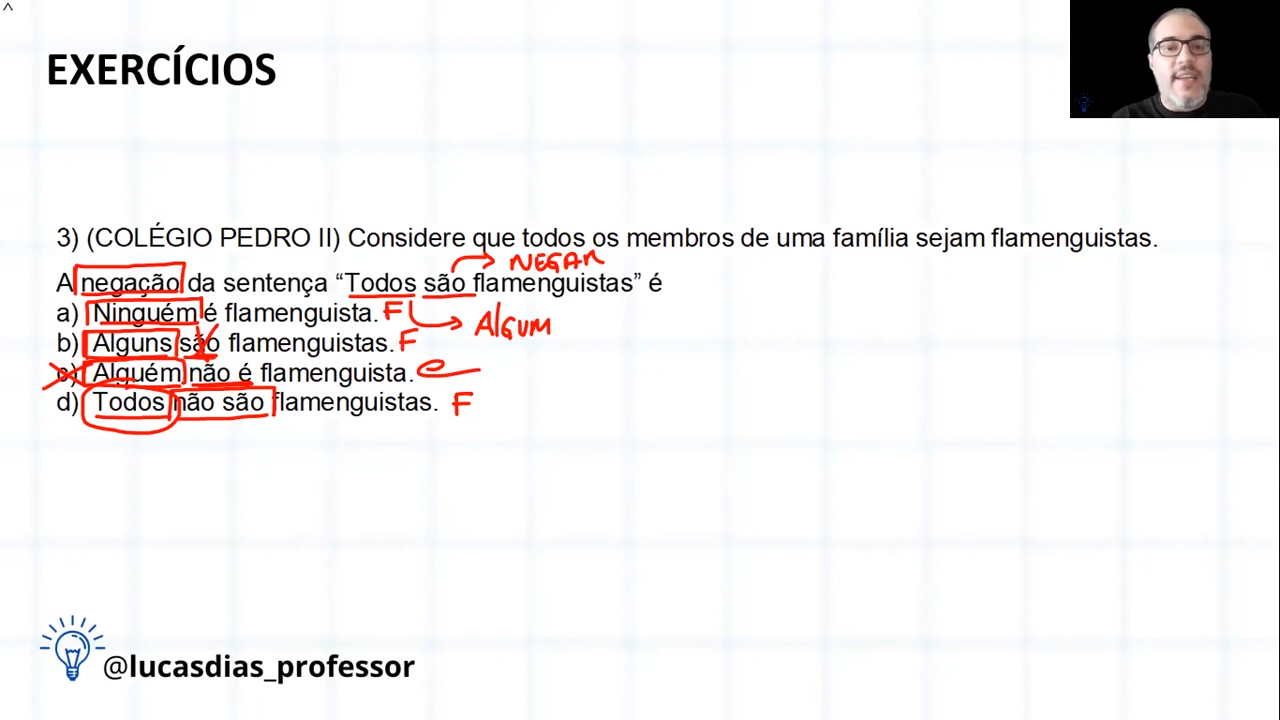 ^
EXERCÍCIOS
3) (COLÉGIO PEDRO II) Considere que todos os membros de uma família sejam flamenguistas.
NEGAR
A negação da sentença “Todos são flamenguistas” é
a) Ninguém é flamenguista. F
ALGUM
b) Alguns são flamenguistas. F
c) Alguém não é flamenguista.
d) Todos não são flamenguistas. F
@lucasdias_professor